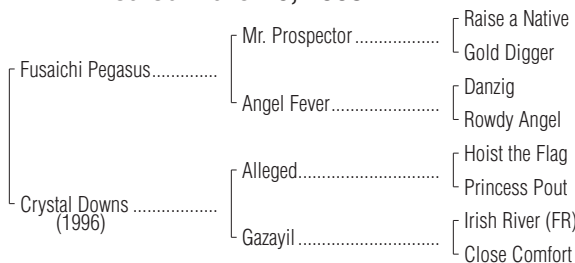 Raise a Native
Mr. Prospector ...................
Gold Digger
Fusaichi Pegasus..............
Danzig
Angel Fever.........................
Rowdy Angel
Hoist the Flag
Alleged................................
Princess Pout
Crystal Downs ..................
(1996)
Irish River (FR)
Gazayil ................................
Close Comfort